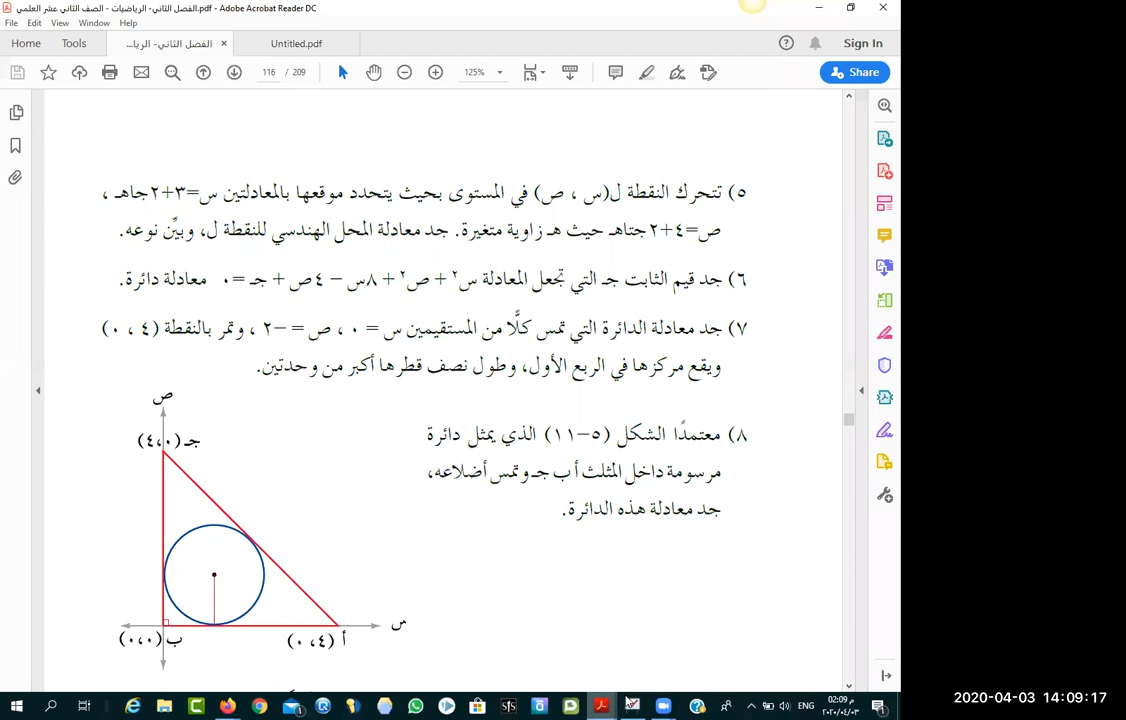 الفصل الثاني- الرياضيات - الصف الثاني عشر العلمي.pdf - Adobe Acrobat Reader DC
File Edit View Window Help
Home Tools الفصل الثاني- الريا... × Untitled.pdf Sign In
116 / 209 125% Share
٥) تتحرك النقطة ل(س ، ص) في المستوى بحيث يتحدد موقعها بالمعادلتين س=٣+٢جاهـ ،
ص=٤+٢جتاهـ حيث هـ زاوية متغيرة. جد معادلة المحل الهندسي للنقطة ل، وبيِّن نوعه.
٦) جد قيم الثابت جـ التي تجعل المعادلة س٢ + ص٢ + ٨س − ٤ص + جـ =٠ معادلة دائرة.
٧) جد معادلة الدائرة التي تمس كلًّا من المستقيمين س = ٠ ، ص = −٢ ، وتمر بالنقطة (٤ ، ٠)
ويقع مركزها في الربع الأول، وطول نصف قطرها أكبر من وحدتين.
٨) معتمدًا الشكل (٥−١١) الذي يمثل دائرة
مرسومة داخل المثلث أ ب جـ وتمس أضلاعه،
جد معادلة هذه الدائرة.
ص
جـ(٠، ٤)
س
ب(٠، ٠)
أ (٤، ٠)
ENG
02:09 م
٢٠٢٠/٠٤/٠٣
2020-04-03 14:09:17